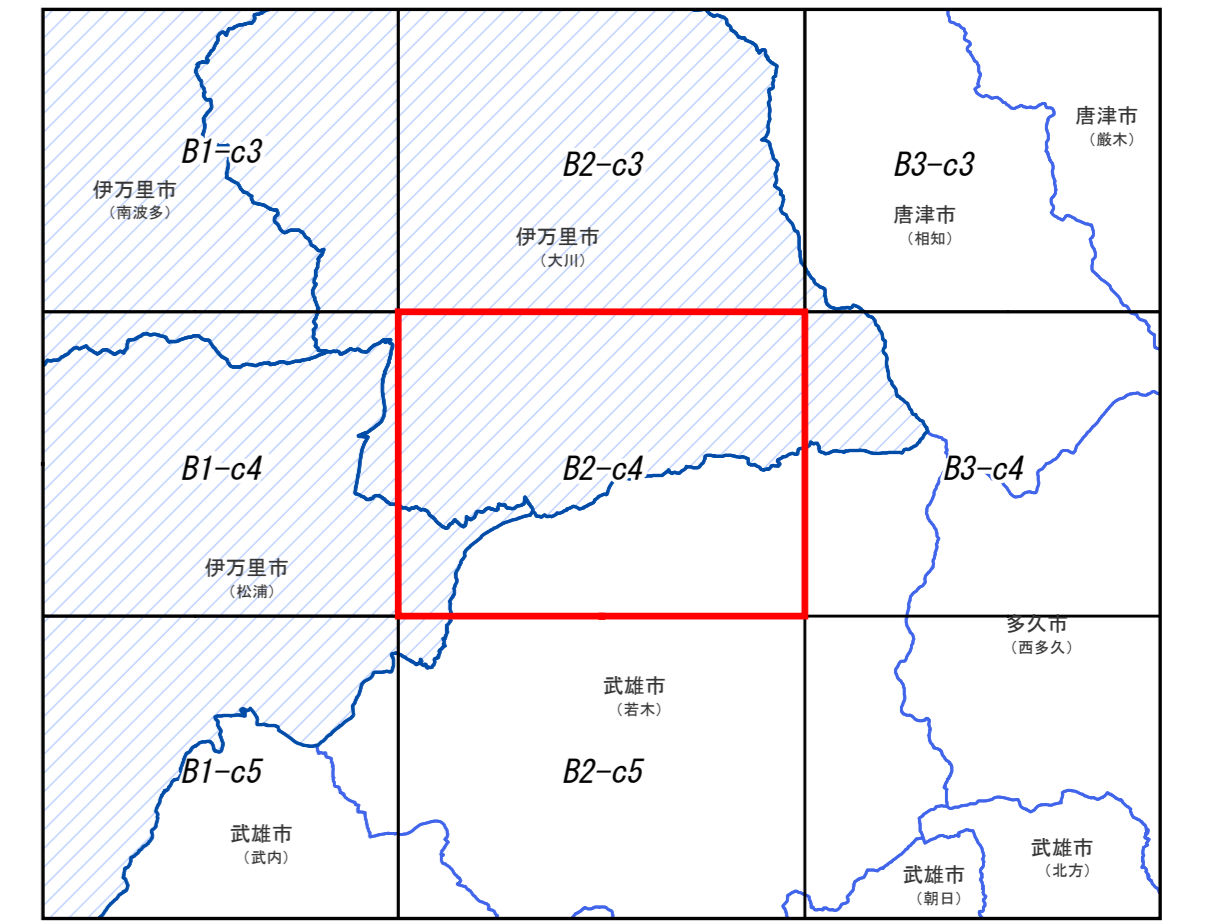 B1-c3
伊万里市
(南波多)
B2-c3
伊万里市
(大川)
B3-c3
唐津市
(相知)
唐津市
(厳木)
B1-c4
伊万里市
(松浦)
B2-c4
B3-c4
多久市
(西多久)
B1-c5
武雄市
(武内)
武雄市
(若木)
B2-c5
武雄市
(朝日)
武雄市
(北方)